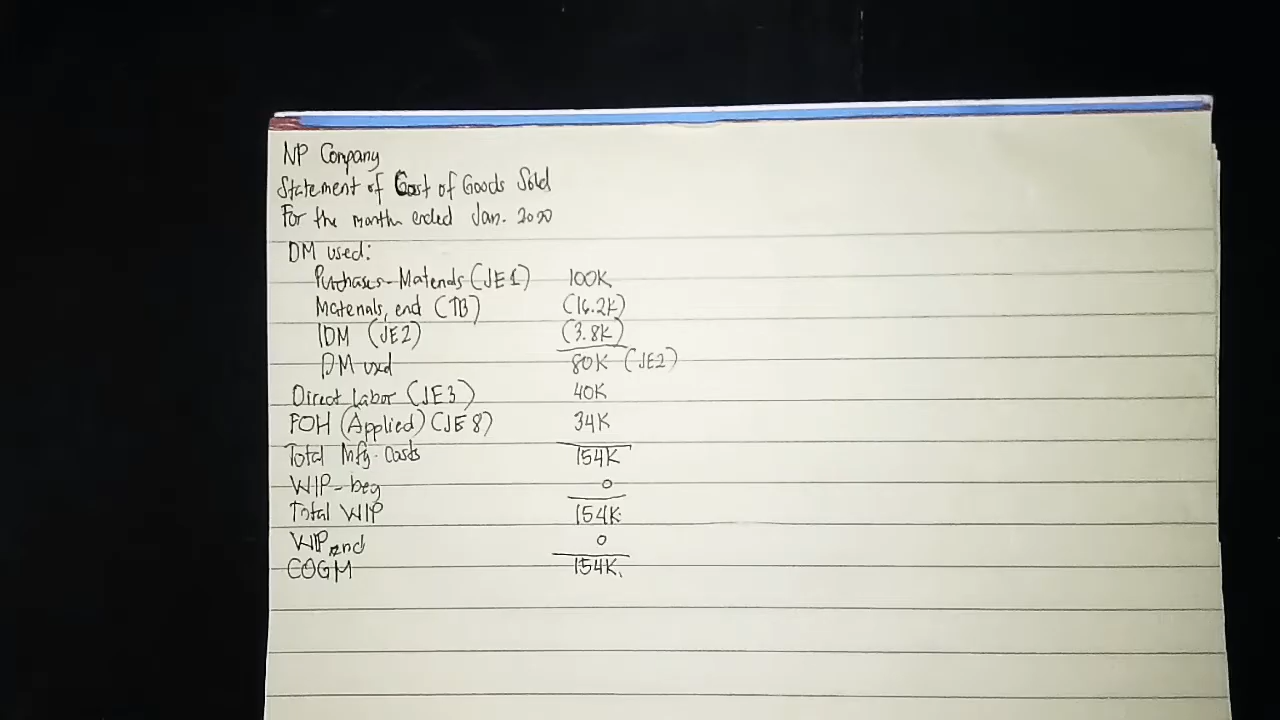 NP Company
Statement of Cost of Goods Sold
For the month ended Jan. 2020
DM used:
Purchases-Materials (JE1) 100K
Materials, end (TB) (16.2K)
IDM (JE2) (3.8K)
DM used 80K (JE2)
Direct Labor (JE3) 40K
FOH (Applied) (JE8) 34K
Total Mfg. Costs 154K
WIP-beg 0
Total WIP 154K
WIP, end 0
COGM 154K